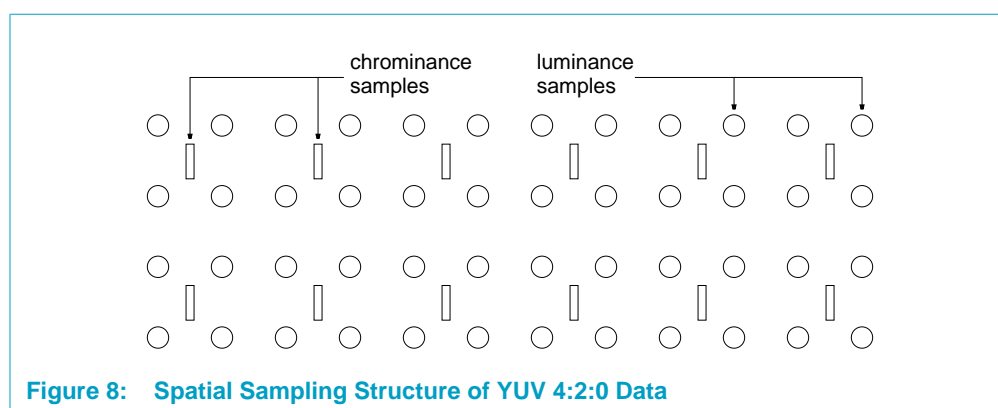 chrominance
samples
luminance
samples
Figure 8: Spatial Sampling Structure of YUV 4:2:0 Data